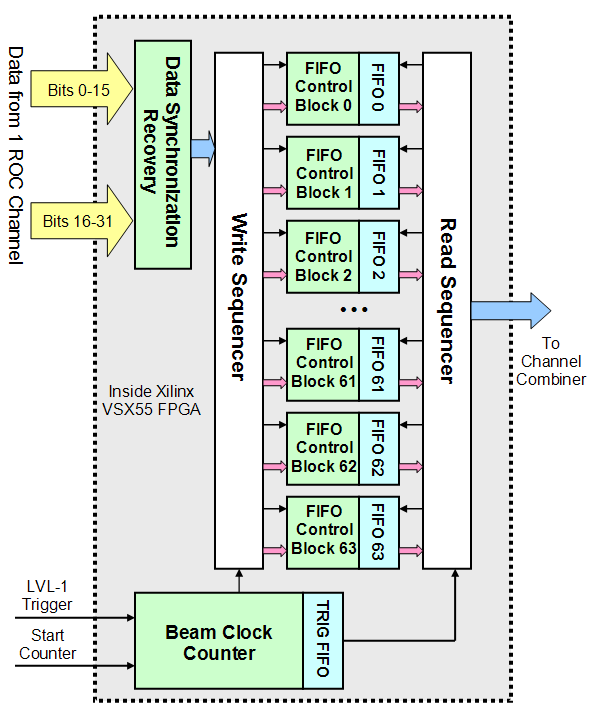 Data from 1 ROC Channel
Bits 0-15
Bits 16-31
Data Synchronization
Recovery
Write Sequencer
FIFO
Control
Block 0
FIFO 0
FIFO
Control
Block 1
FIFO 1
FIFO
Control
Block 2
FIFO 2
...
FIFO
Control
Block 61
FIFO 61
FIFO
Control
Block 62
FIFO 62
FIFO
Control
Block 63
FIFO 63
Read Sequencer
To
Channel
Combiner
Inside Xilinx
VSX55 FPGA
LVL-1
Trigger
Start
Counter
Beam Clock
Counter
TRIG FIFO